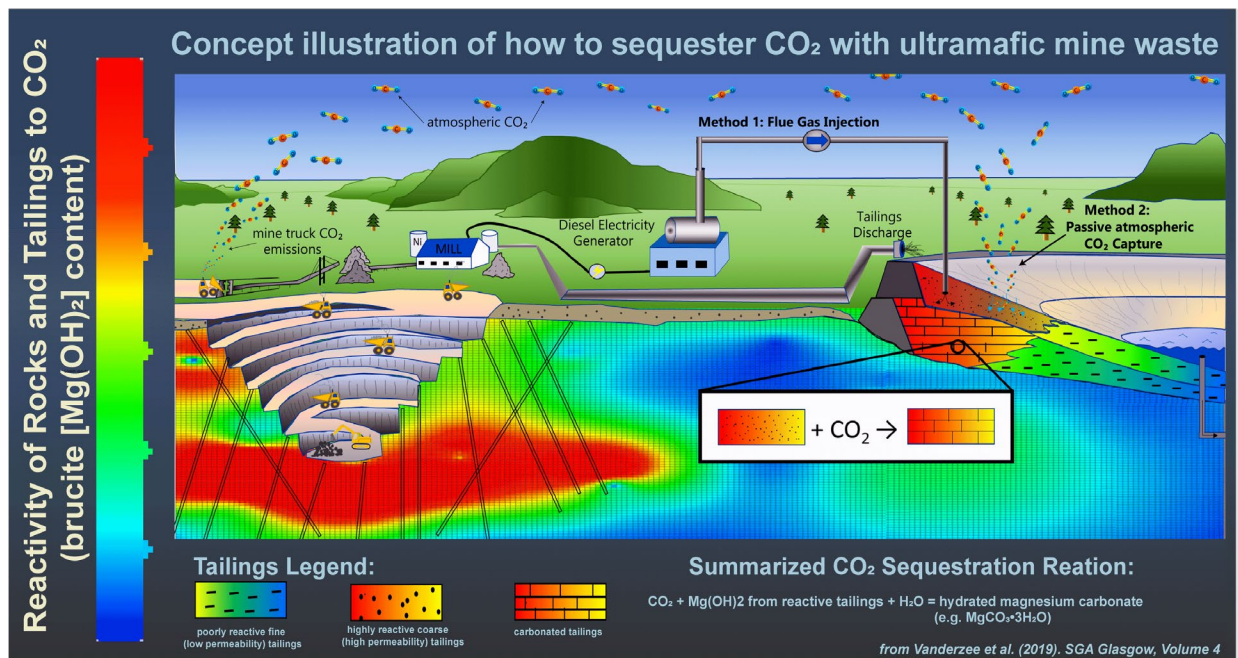 Concept illustration of how to sequester CO₂ with ultramafic mine waste
Reactivity of Rocks and Tailings to CO₂
(brucite [Mg(OH)₂] content)
atmospheric CO₂
Method 1: Flue Gas Injection
mine truck CO₂
emissions
Ni
MILL
Diesel Electricity
Generator
Tailings
Discharge
Method 2:
Passive atmospheric
CO₂ Capture
+ CO₂ →
Tailings Legend:
poorly reactive fine
(low permeability) tailings
highly reactive coarse
(high permeability) tailings
carbonated tailings
Summarized CO₂ Sequestration Reation:
CO₂ + Mg(OH)2 from reactive tailings + H₂O = hydrated magnesium carbonate
(e.g. MgCO₃•3H₂O)
from Vanderzee et al. (2019). SGA Glasgow, Volume 4